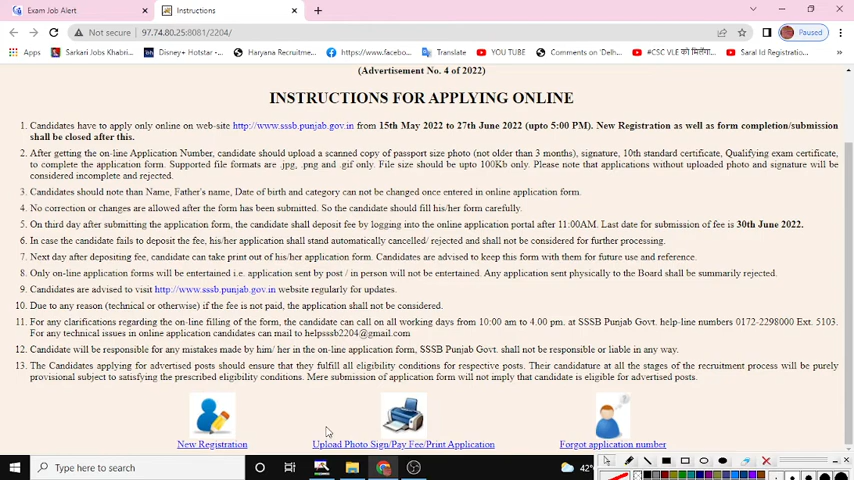 Exam Job Alert
Instructions
Not secure | 97.74.80.25:8081/2204/
Paused
Apps
Sarkari Jobs Khabri...
Disney+ Hotstar -...
Haryana Recruitme...
https://www.facebo...
Translate
YOU TUBE
Comments on 'Delh...
#CSC VLE को मिलेगा...
Saral Id Registratio...
(Advertisement No. 4 of 2022)
INSTRUCTIONS FOR APPLYING ONLINE
1. Candidates have to apply only online on web-site http://www.sssb.punjab.gov.in from 15th May 2022 to 27th June 2022 (upto 5:00 PM). New Registration as well as form completion/submission
shall be closed after this.
2. After getting the on-line Application Number, candidate should upload a scanned copy of passport size photo (not older than 3 months), signature, 10th standard certificate, Qualifying exam certificate,
to complete the application form. Supported file formats are .jpg, .png and .gif only. File size should be upto 100Kb only. Please note that applications without uploaded photo and signature will be
considered incomplete and rejected.
3. Candidates should note than Name, Father's name, Date of birth and category can not be changed once entered in online application form.
4. No correction or changes are allowed after the form has been submitted. So the candidate should fill his/her form carefully.
5. On third day after submitting the application form, the candidate shall deposit fee by logging into the online application portal after 11:00AM. Last date for submission of fee is 30th June 2022.
6. In case the candidate fails to deposit the fee, his/her application shall stand automatically cancelled/ rejected and shall not be considered for further processing.
7. Next day after depositing fee, candidate can take print out of his/her application form. Candidates are advised to keep this form with them for future use and reference.
8. Only on-line application forms will be entertained i.e. application sent by post / in person will not be entertained. Any application sent physically to the Board shall be summarily rejected.
9. Candidates are advised to visit http://www.sssb.punjab.gov.in website regularly for updates.
10. Due to any reason (technical or otherwise) if the fee is not paid, the application shall not be considered.
11. For any clarifications regarding the on-line filling of the form, the candidate can call on all working days from 10:00 am to 4.00 pm. at SSSB Punjab Govt. help-line numbers 0172-2298000 Ext. 5103.
For any technical issues in online application candidates can mail to helpsssb2204@gmail.com
12. Candidate will be responsible for any mistakes made by him/ her in the on-line application form, SSSB Punjab Govt. shall not be responsible or liable in any way.
13. The Candidates applying for advertised posts should ensure that they fulfill all eligibility conditions for respective posts. Their candidature at all the stages of the recruitment process will be purely
provisional subject to satisfying the prescribed eligibility conditions. Mere submission of application form will not imply that candidate is eligible for advertised posts.
New Registration
Upload Photo Sign/Pay Fee/Print Application
Forgot application number
Type here to search
42°